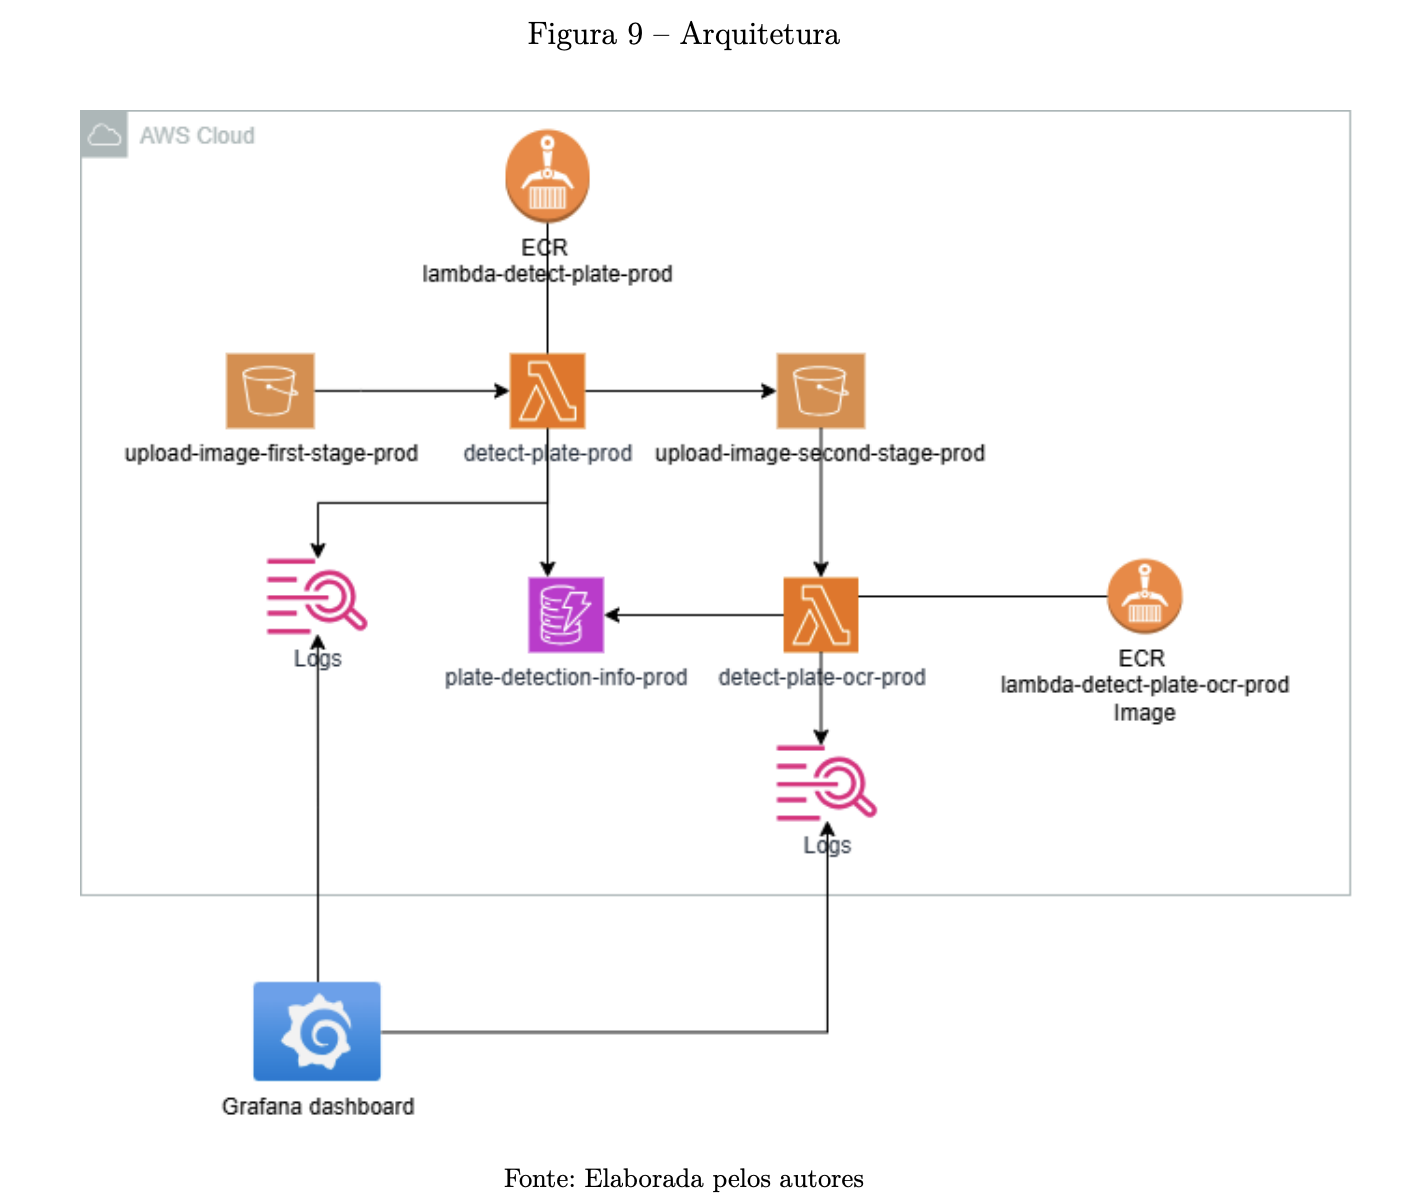 Figura 9 – Arquitetura
AWS Cloud
ECR
lambda-detect-plate-prod
upload-image-first-stage-prod
detect-plate-prod
upload-image-second-stage-prod
Logs
plate-detection-info-prod
detect-plate-ocr-prod
ECR
lambda-detect-plate-ocr-prod
Image
Logs
Grafana dashboard
Fonte: Elaborada pelos autores